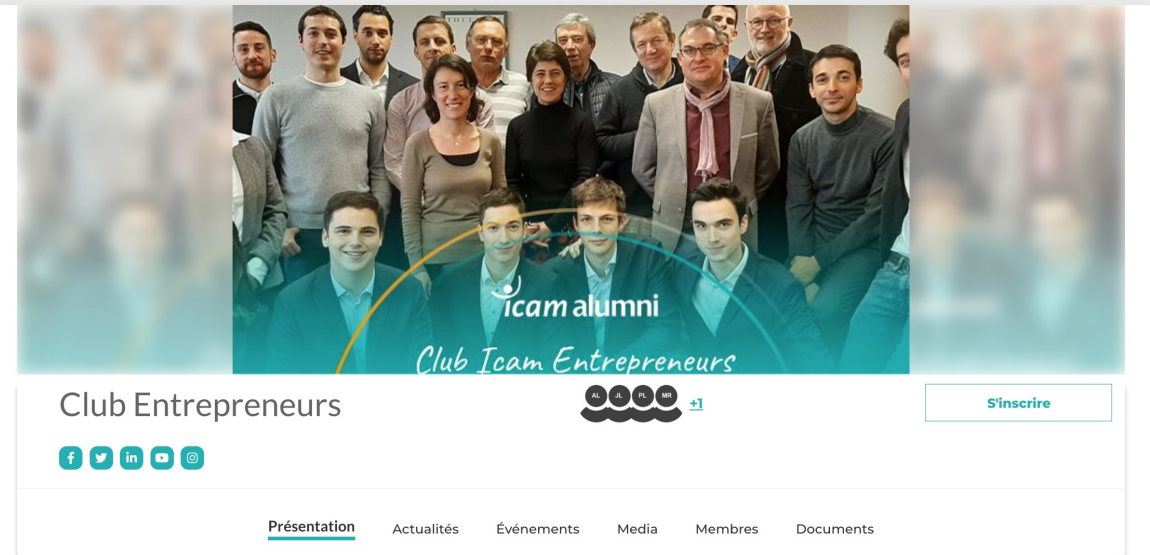 TOUL
icam alumni
Club Icam Entrepreneurs
Club Entrepreneurs
AL JL PL MR +1
S'inscrire
Présentation Actualités Événements Media Membres Documents